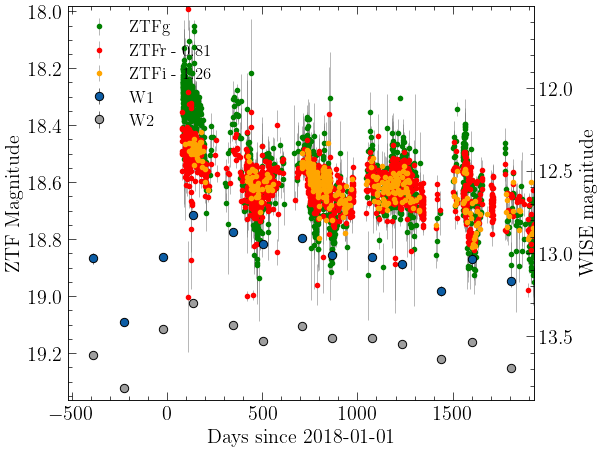 ZTFg
ZTFr - 0.81
ZTFi - 1.26
W1
W2
18.0
18.2
18.4
18.6
18.8
19.0
19.2
ZTF Magnitude
12.0
12.5
13.0
13.5
WISE magnitude
−500
0
500
1000
1500
Days since 2018-01-01